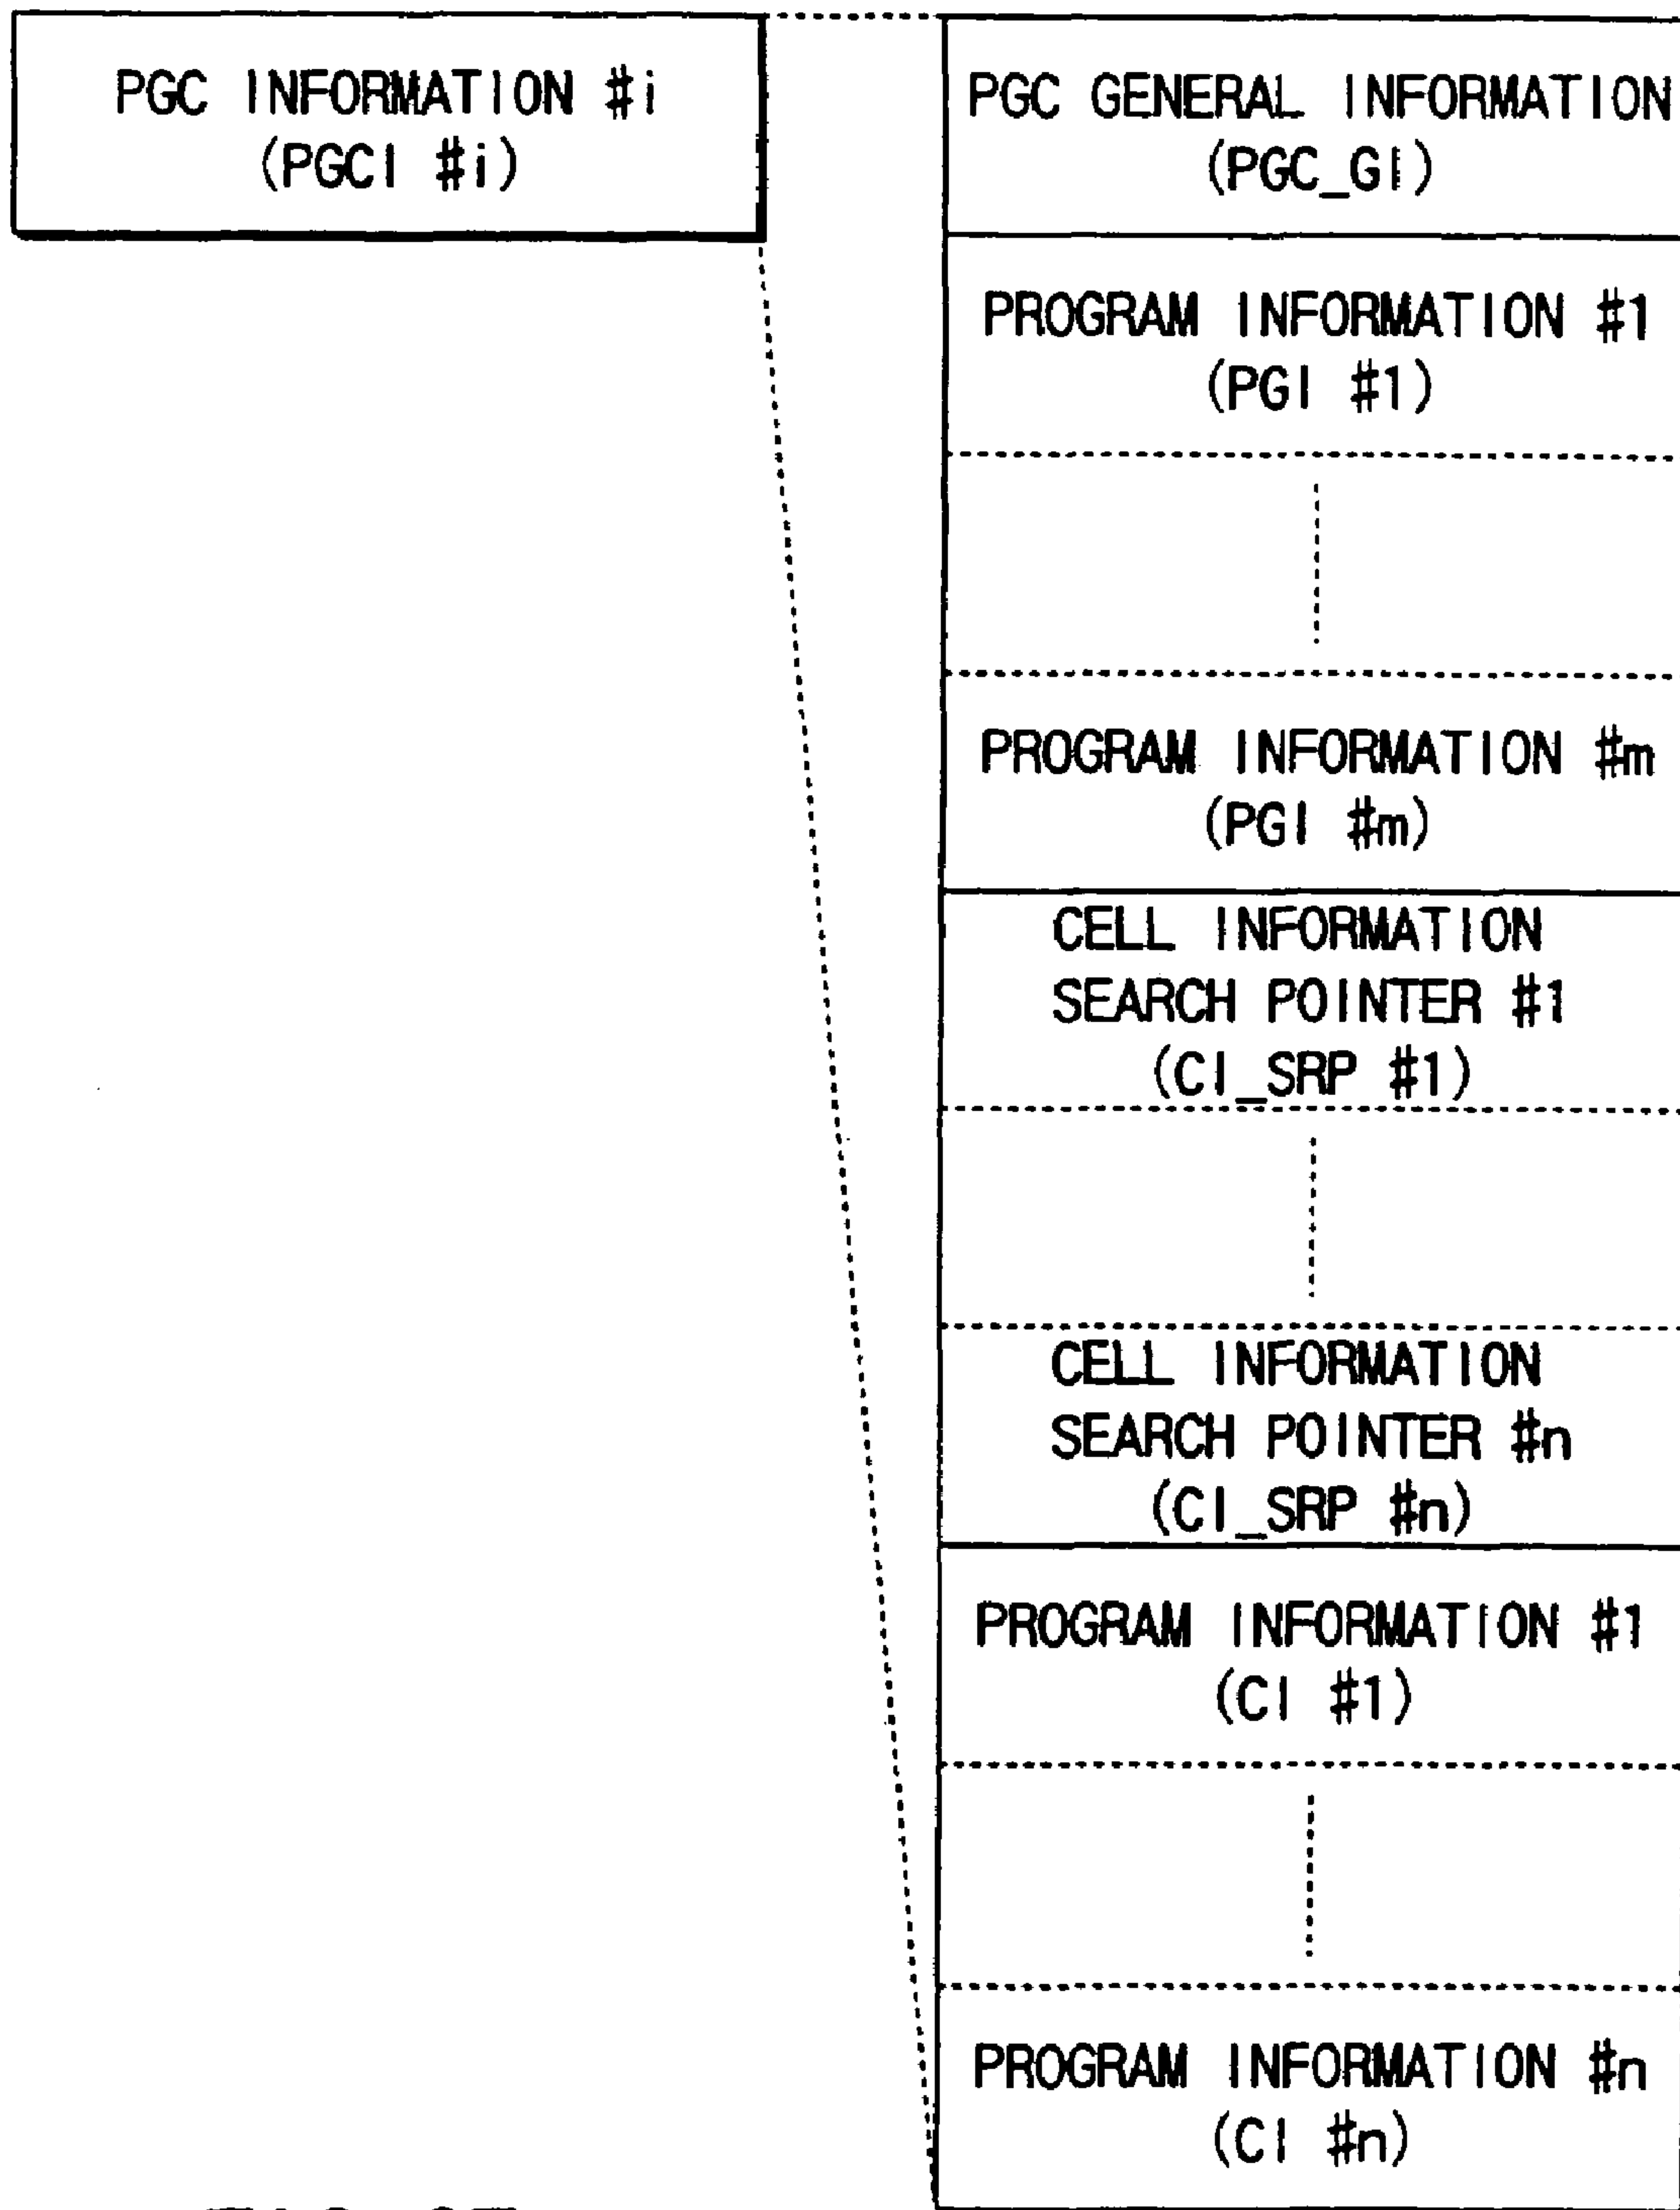 PGC INFORMATION #i
(PGCI #i)
PGC GENERAL INFORMATION
(PGC_GI)
PROGRAM INFORMATION #1
(PGI #1)
PROGRAM INFORMATION #m
(PGI #m)
CELL INFORMATION
SEARCH POINTER #1
(CI_SRP #1)
CELL INFORMATION
SEARCH POINTER #n
(CI_SRP #n)
PROGRAM INFORMATION #1
(CI #1)
PROGRAM INFORMATION #n
(CI #n)